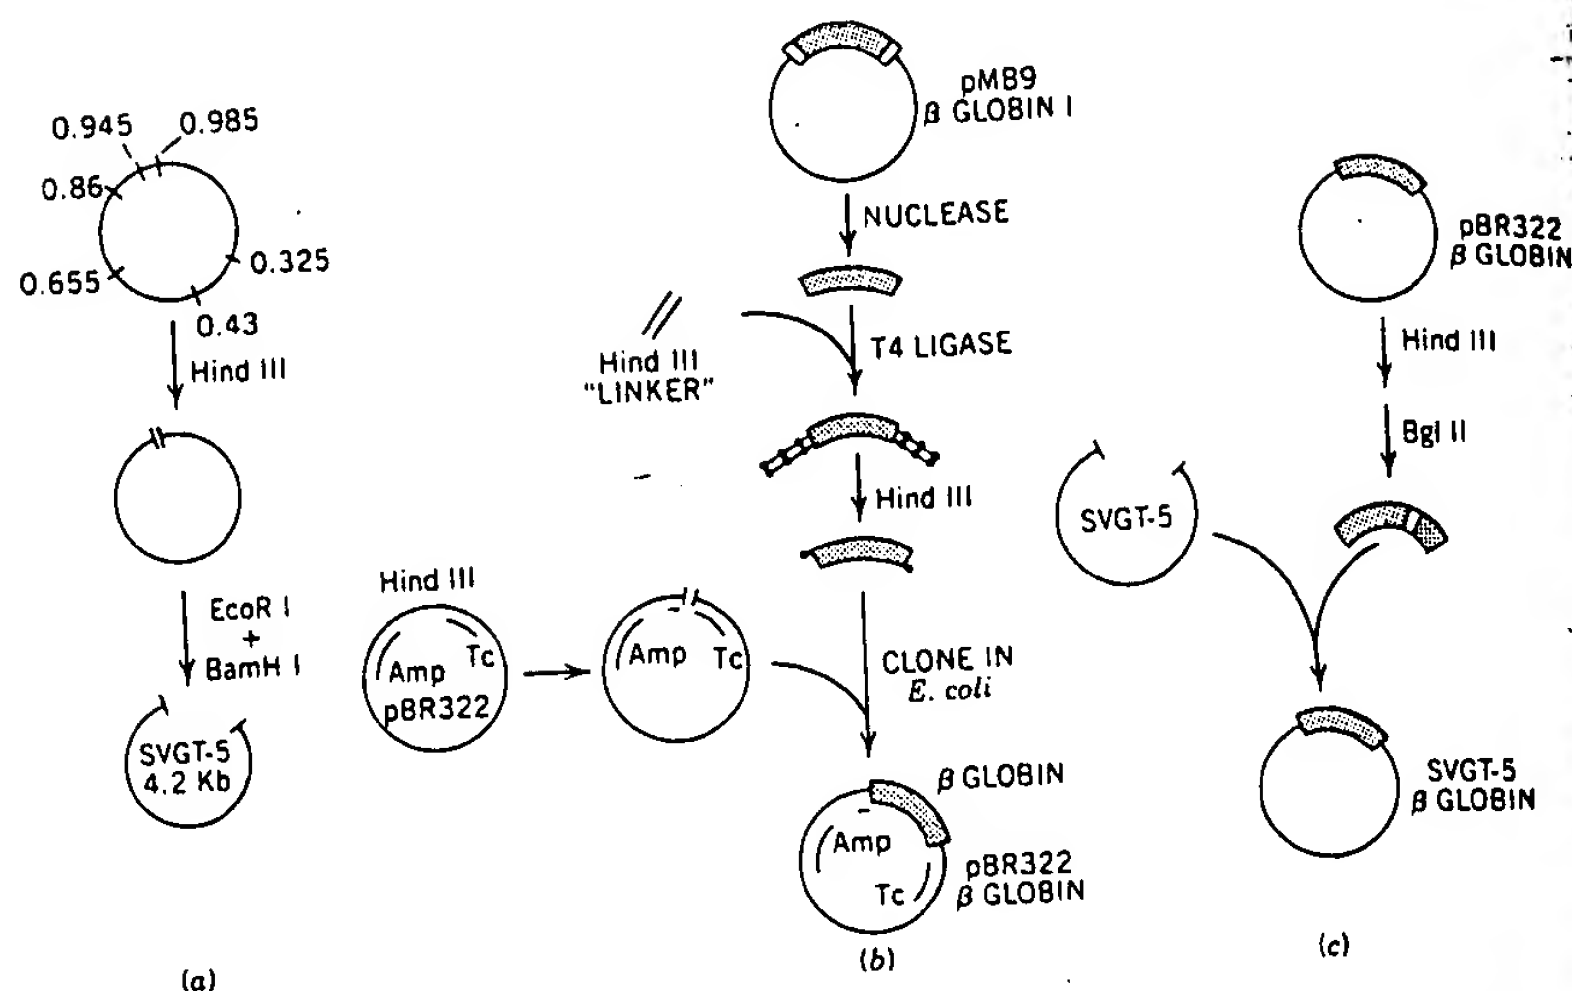 0.945
0.985
0.86
0.325
0.655
0.43
Hind III
EcoR I
+
BamH I
SVGT-5
4.2 Kb
(a)
pMB9
β GLOBIN I
NUCLEASE
Hind III
"LINKER"
T4 LIGASE
Hind III
Hind III
Amp
Tc
pBR322
Amp
Tc
CLONE IN
E. coli
β GLOBIN
Amp
Tc
pBR322
β GLOBIN
(b)
pBR322
β GLOBIN
Hind III
Bgl II
SVGT-5
SVGT-5
β GLOBIN
(c)